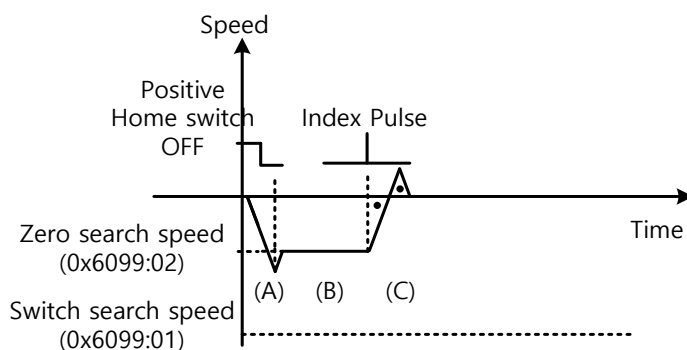 Speed
Positive
Home switch
OFF
Index Pulse
Time
Zero search speed
(0x6099:02)
(A)
(B)
(C)
Switch search speed
(0x6099:01)